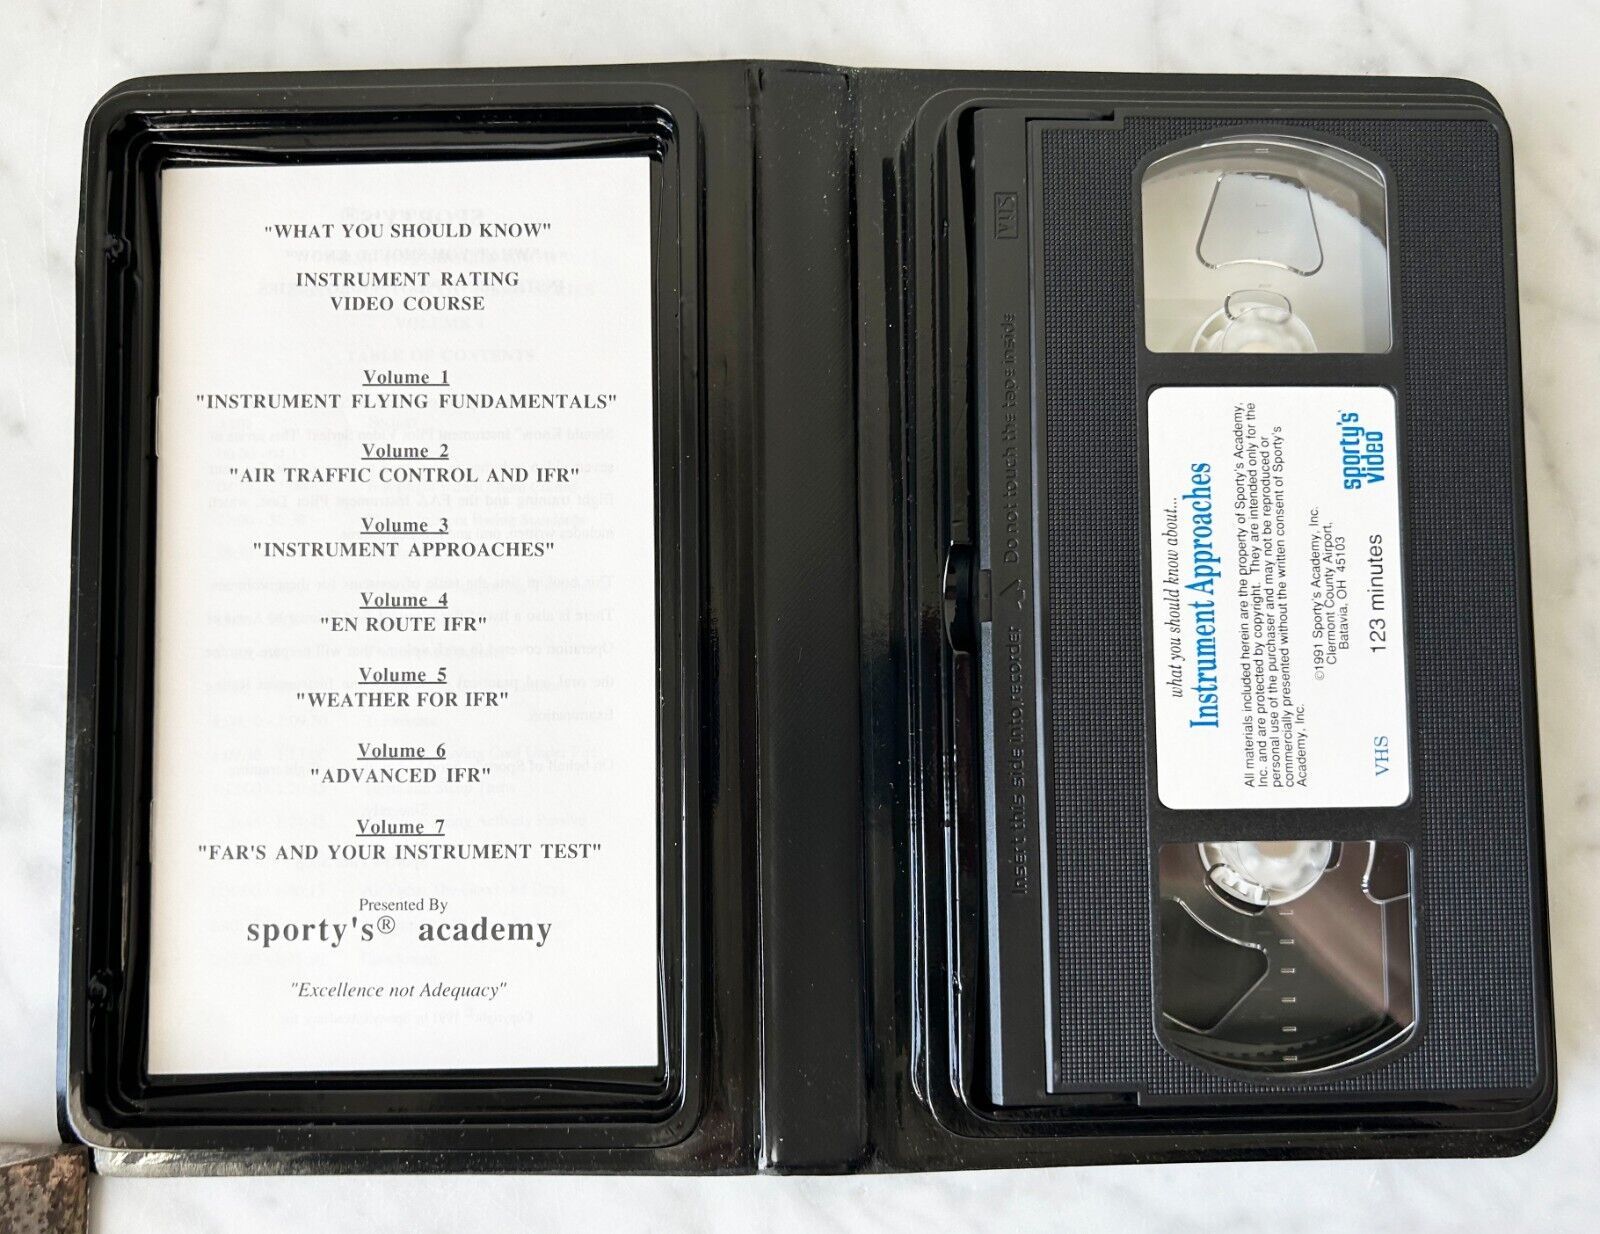 "WHAT YOU SHOULD KNOW"
INSTRUMENT RATING
VIDEO COURSE
Volume 1
"INSTRUMENT FLYING FUNDAMENTALS"
Volume 2
"AIR TRAFFIC CONTROL AND IFR"
Volume 3
"INSTRUMENT APPROACHES"
Volume 4
"EN ROUTE IFR"
Volume 5
"WEATHER FOR IFR"
Volume 6
"ADVANCED IFR"
Volume 7
"FAR'S AND YOUR INSTRUMENT TEST"
Presented By
sporty's® academy
"Excellence not Adequacy"
VHS
Insert this side into recorder Do not touch the tape inside
what you should know about...
Instrument Approaches
All materials included herein are the property of Sporty's Academy,
Inc. and are protected by copyright. They are intended only for the
personal use of the purchaser and may not be reproduced or
commercially presented without the written consent of Sporty's
Academy, Inc.
©1991 Sporty's Academy, Inc.
Clermont County Airport,
Batavia, OH 45103
VHS
123 minutes
sporty's
video